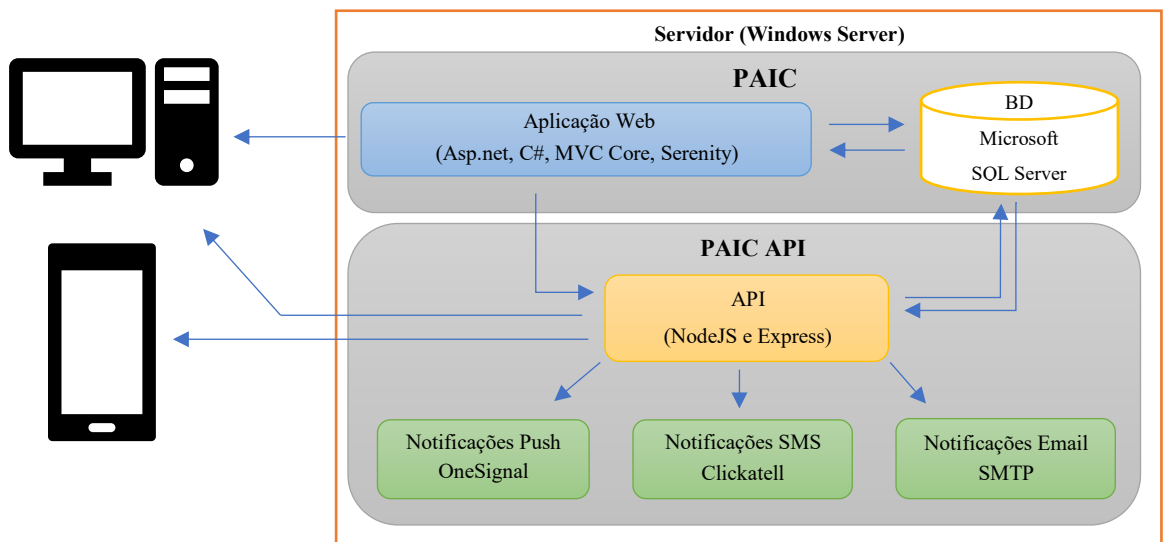 Servidor (Windows Server)
PAIC
Aplicação Web
(Asp.net, C#, MVC Core, Serenity)
BD
Microsoft
SQL Server
PAIC API
API
(NodeJS e Express)
Notificações Push
OneSignal
Notificações SMS
Clickatell
Notificações Email
SMTP